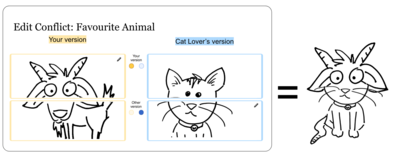 Edit Conflict: Favourite Animal
Your version
Cat Lover's version
Your
version
Other
version
=